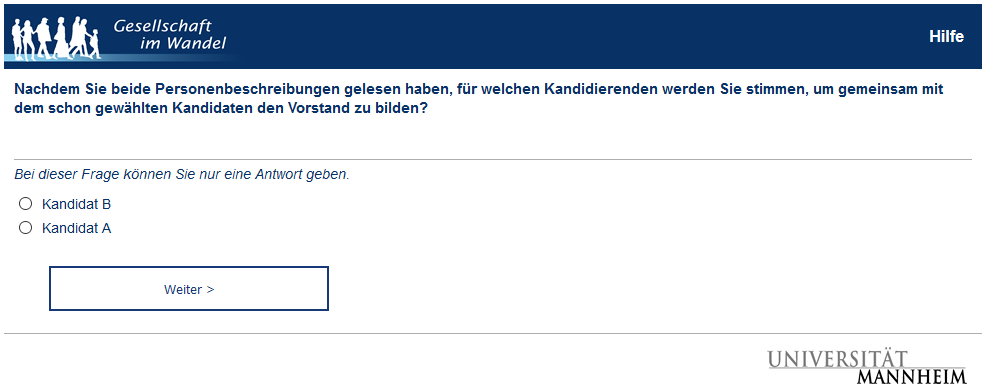 Gesellschaft
im Wandel
Hilfe
Nachdem Sie beide Personenbeschreibungen gelesen haben, für welchen Kandidierenden werden Sie stimmen, um gemeinsam mit
dem schon gewählten Kandidaten den Vorstand zu bilden?
Bei dieser Frage können Sie nur eine Antwort geben.
Kandidat B
Kandidat A
Weiter >
UNIVERSITÄT
MANNHEIM